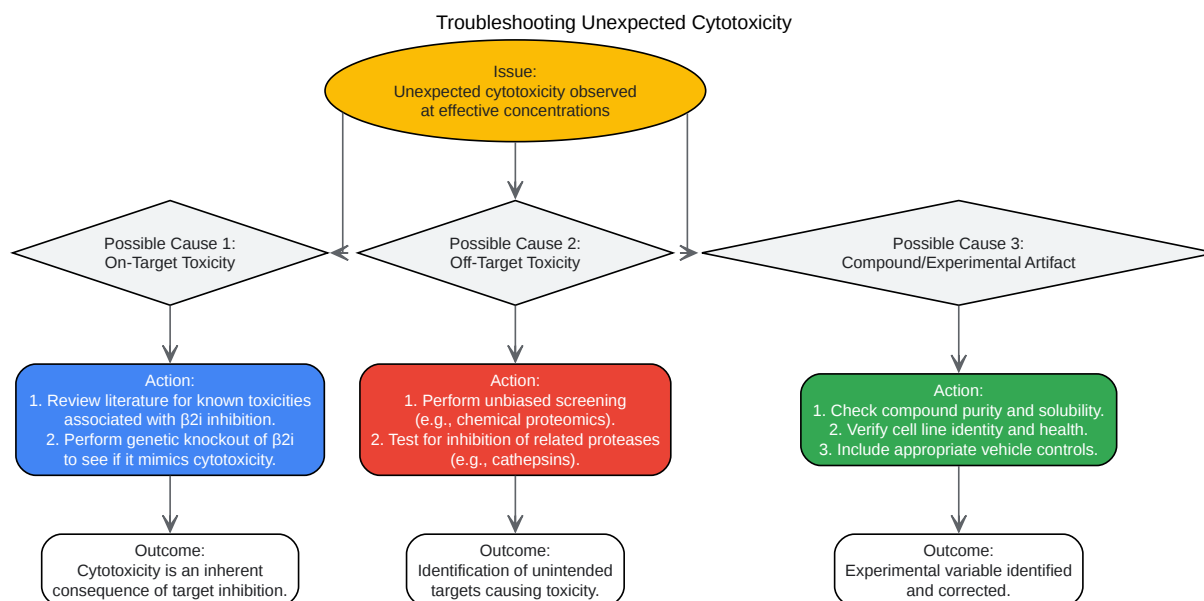 Troubleshooting Unexpected Cytotoxicity
Issue:
Unexpected cytotoxicity observed
at effective concentrations
Possible Cause 1:
On-Target Toxicity
Possible Cause 2:
Off-Target Toxicity
Possible Cause 3:
Compound/Experimental Artifact
Action:
1. Review literature for known toxicities
associated with β2i inhibition.
2. Perform genetic knockout of β2i
to see if it mimics cytotoxicity.
Action:
1. Perform unbiased screening
(e.g., chemical proteomics).
2. Test for inhibition of related proteases
(e.g., cathepsins).
Action:
1. Check compound purity and solubility.
2. Verify cell line identity and health.
3. Include appropriate vehicle controls.
Outcome:
Cytotoxicity is an inherent
consequence of target inhibition.
Outcome:
Identification of unintended
targets causing toxicity.
Outcome:
Experimental variable identified
and corrected.